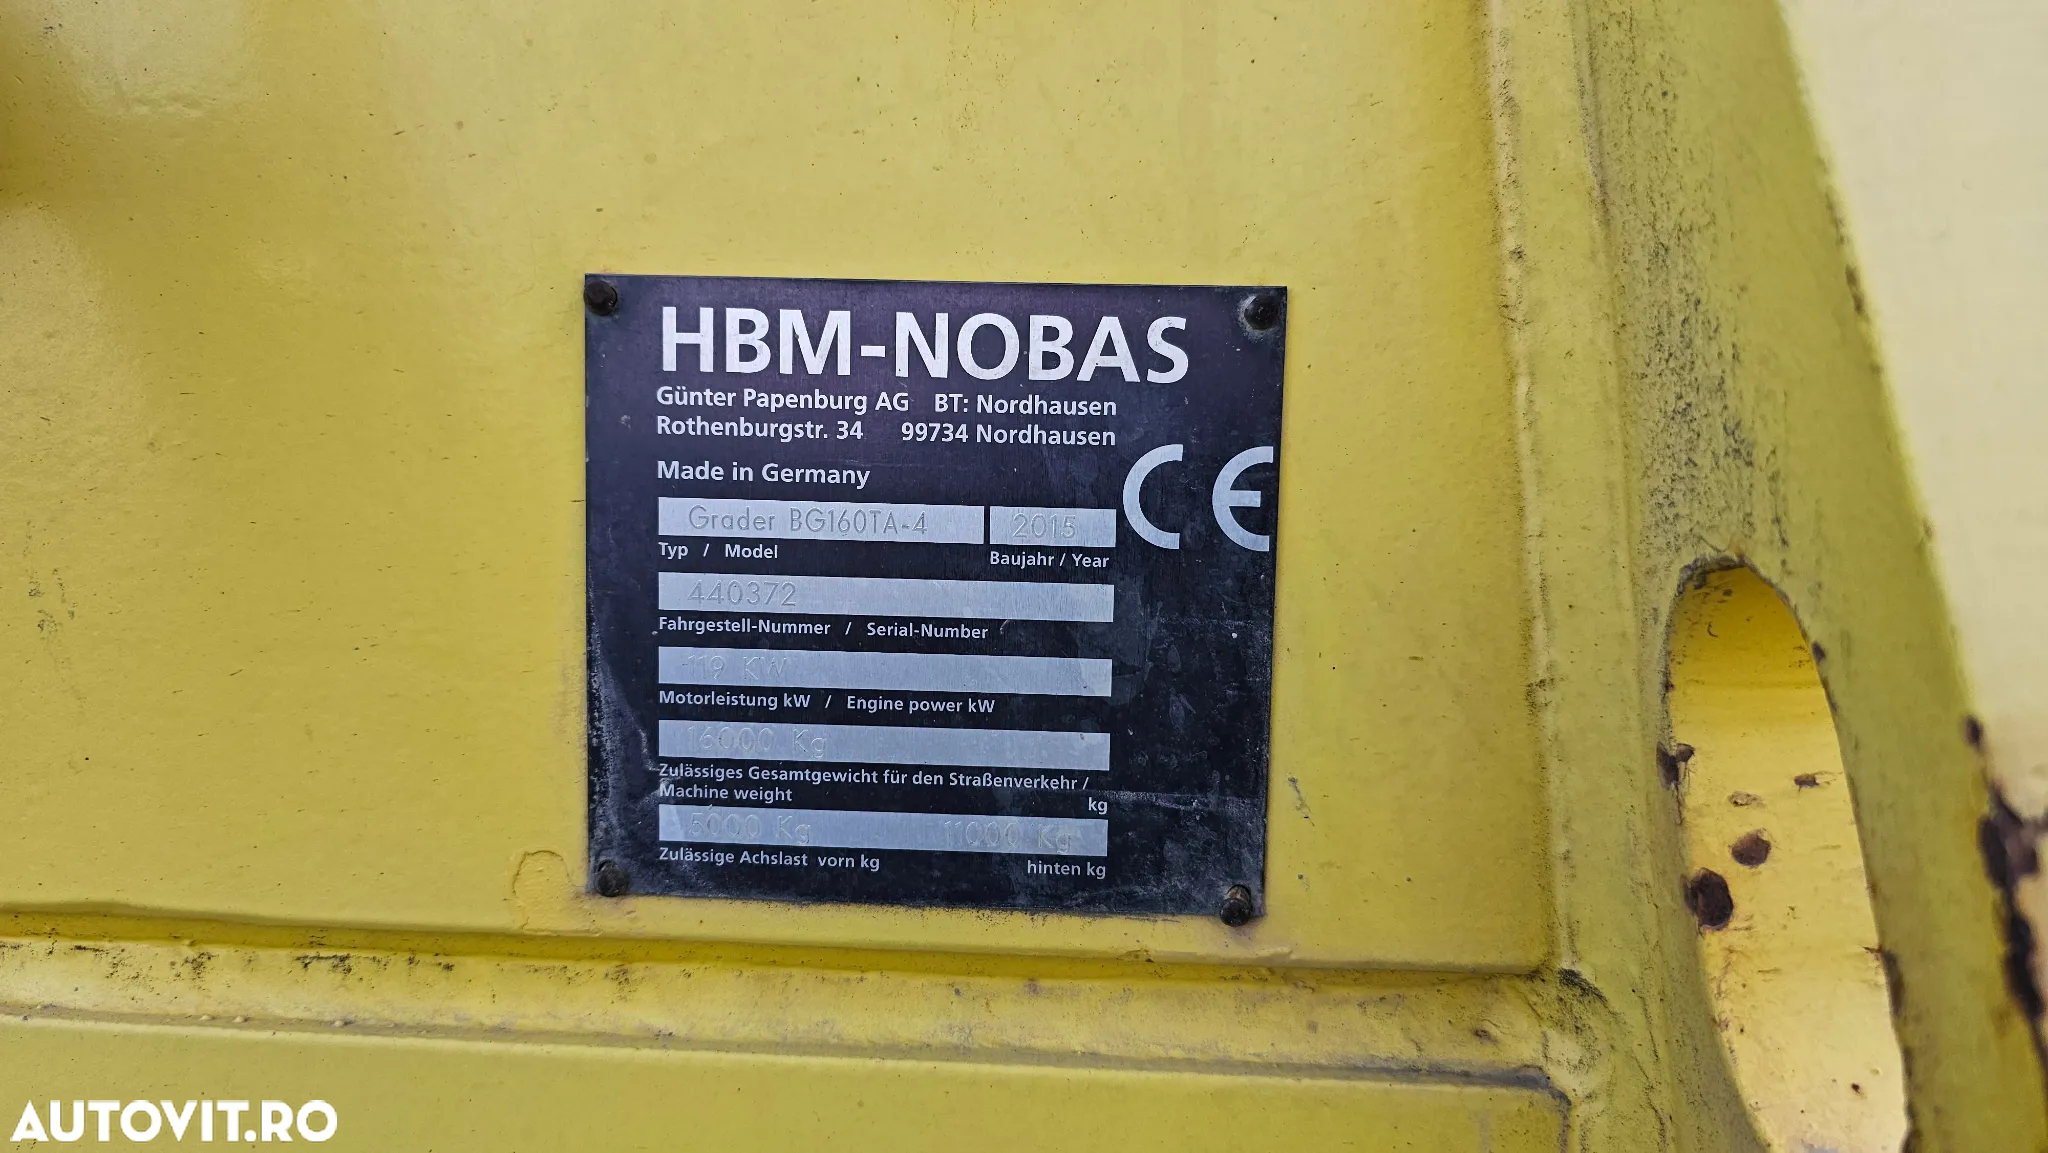 HBM-NOBAS
Günter Papenburg AG BT: Nordhausen
Rothenburgstr. 34 99734 Nordhausen
Made in Germany
CE
Grader BG160TA-4 2015
Typ / Model Baujahr / Year
440372
Fahrgestell-Nummer / Serial-Number
119 KW
Motorleistung kW / Engine power kW
16000 Kg
Zulässiges Gesamtgewicht für den Straßenverkehr /
Machine weight kg
5000 Kg 11000 Kg
Zulässige Achslast vorn kg hinten kg
AUTOVIT.RO